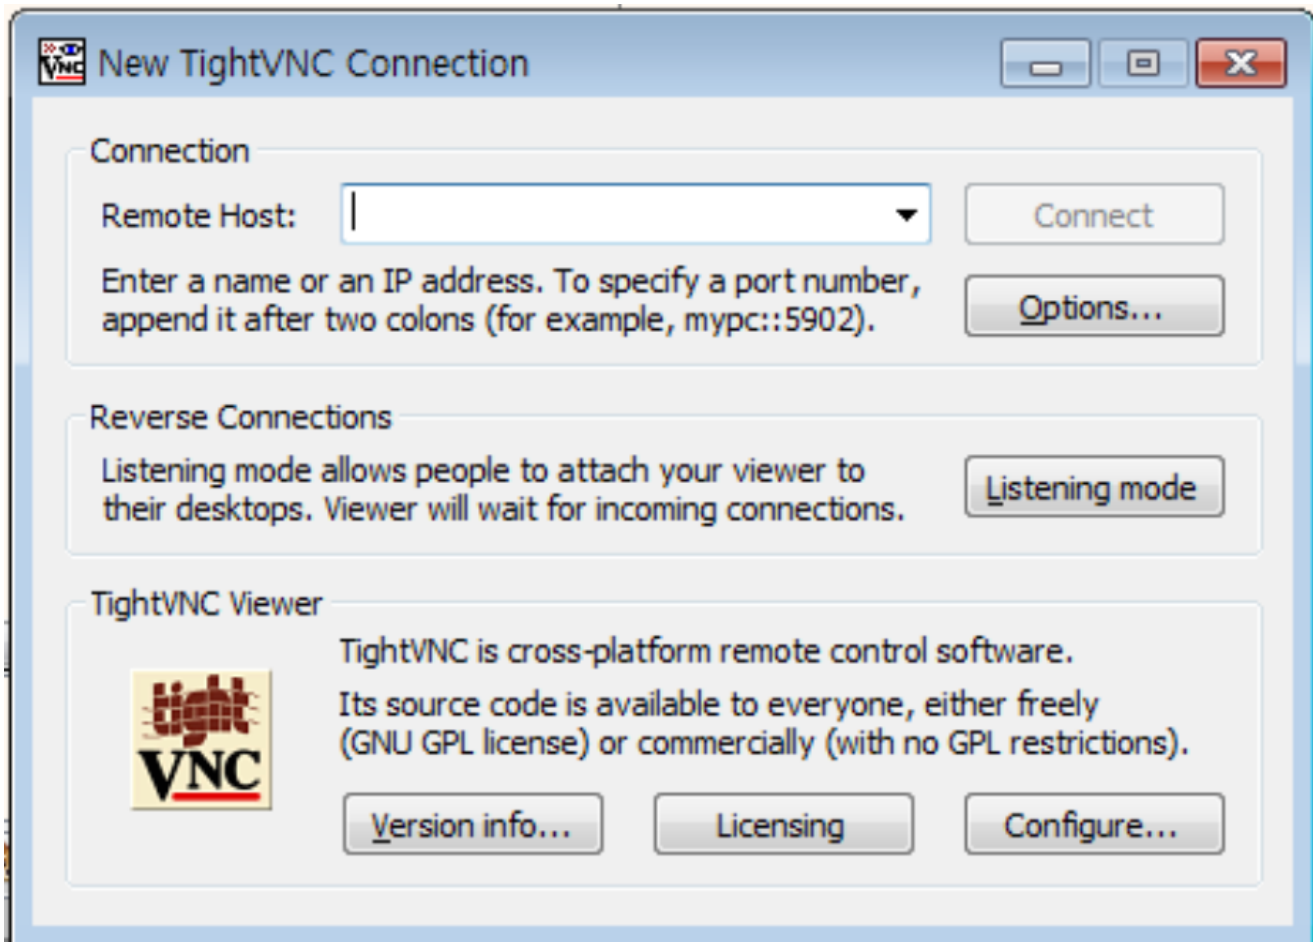 New TightVNC Connection
Connection
Remote Host:
Connect
Enter a name or an IP address. To specify a port number,
append it after two colons (for example, mypc::5902).
Options...
Reverse Connections
Listening mode allows people to attach your viewer to
their desktops. Viewer will wait for incoming connections.
Listening mode
TightVNC Viewer
TightVNC is cross-platform remote control software.
Its source code is available to everyone, either freely
(GNU GPL license) or commercially (with no GPL restrictions).
tight
VNC
Version info...
Licensing
Configure...